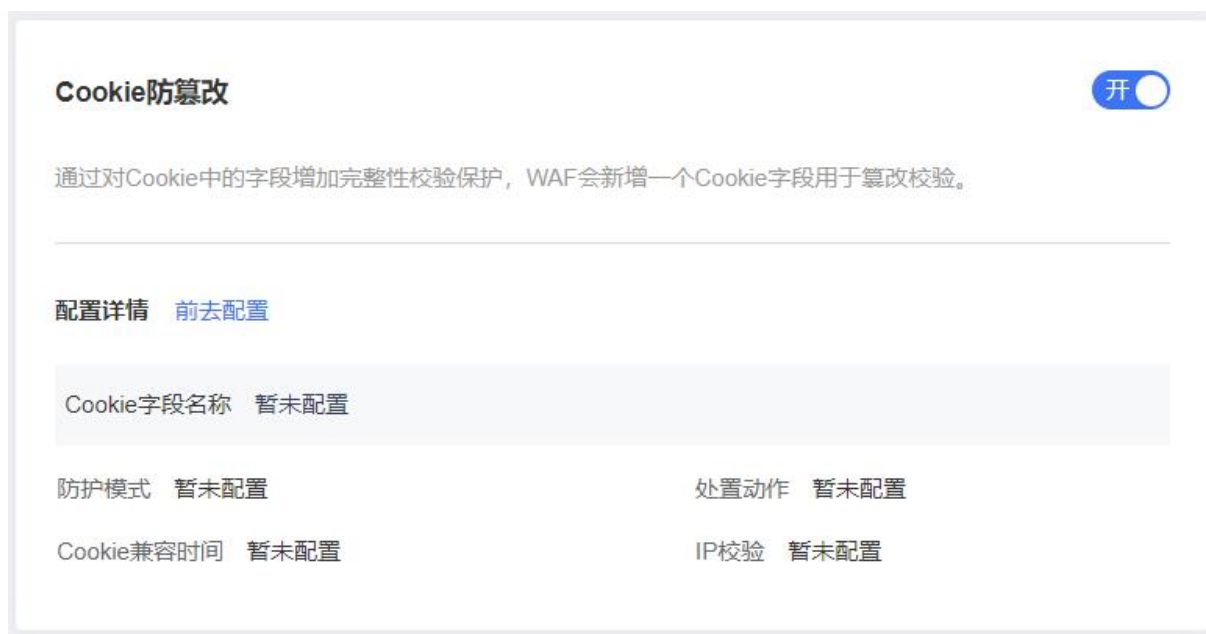 Cookie防篡改 开
通过对Cookie中的字段增加完整性校验保护，WAF会新增一个Cookie字段用于篡改校验。
配置详情 前去配置
Cookie字段名称 暂未配置
防护模式 暂未配置 处置动作 暂未配置
Cookie兼容时间 暂未配置 IP校验 暂未配置